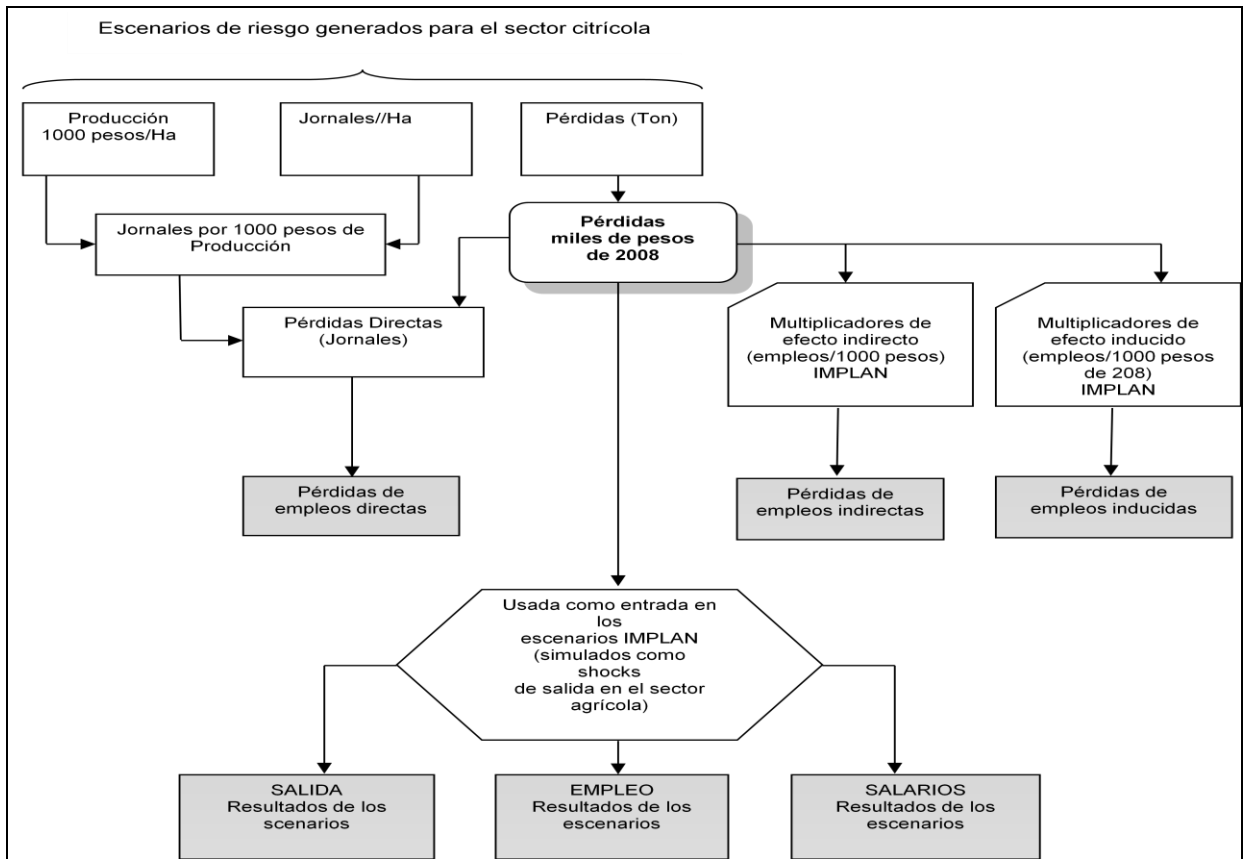 Escenarios de riesgo generados para el sector citrícola
Producción
1000 pesos/Ha
Jornales//Ha
Pérdidas (Ton)
Jornales por 1000 pesos de
Producción
Pérdidas
miles de pesos
de 2008
Pérdidas Directas
(Jornales)
Multiplicadores de
efecto indirecto
(empleos/1000 pesos)
IMPLAN
Multiplicadores de
efecto inducido
(empleos/1000 pesos
de 208)
IMPLAN
Pérdidas de
empleos directas
Pérdidas de
empleos indirectas
Pérdidas de
empleos inducidas
Usada como entrada en
los
escenarios IMPLAN
(simulados como
shocks
de salida en el sector
agrícola)
SALIDA
Resultados de los
scenarios
EMPLEO
Resultados de los
escenarios
SALARIOS
Resultados de los
escenarios